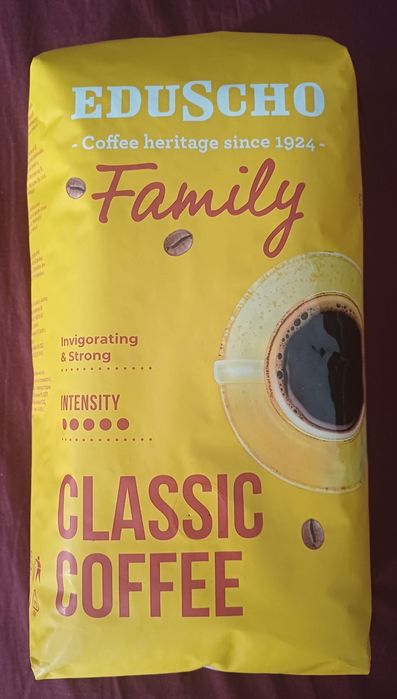 EDUSCHO
- Coffee heritage since 1924 -
Family
Invigorating
& Strong
INTENSITY
CLASSIC
COFFEE